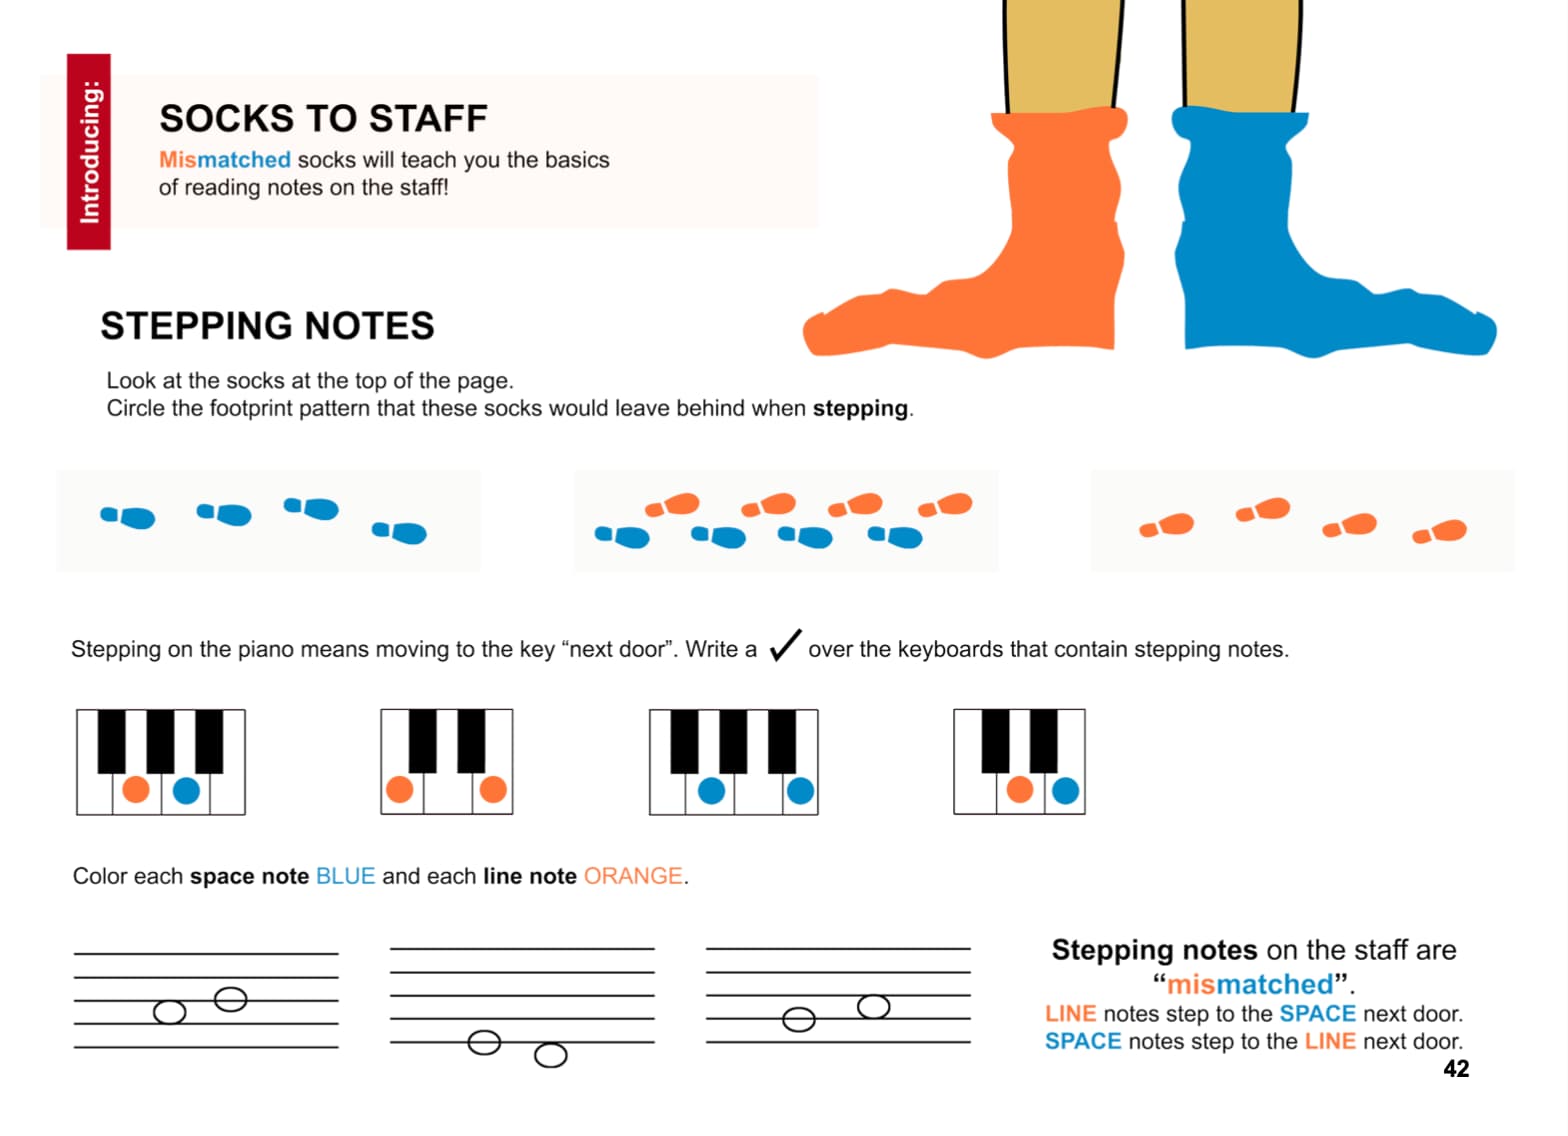 Introducing:
SOCKS TO STAFF
Mismatched socks will teach you the basics
of reading notes on the staff!
STEPPING NOTES
Look at the socks at the top of the page.
Circle the footprint pattern that these socks would leave behind when stepping.
Stepping on the piano means moving to the key “next door”. Write a ✓ over the keyboards that contain stepping notes.
Color each space note BLUE and each line note ORANGE.
Stepping notes on the staff are
“mismatched”.
LINE notes step to the SPACE next door.
SPACE notes step to the LINE next door.
42